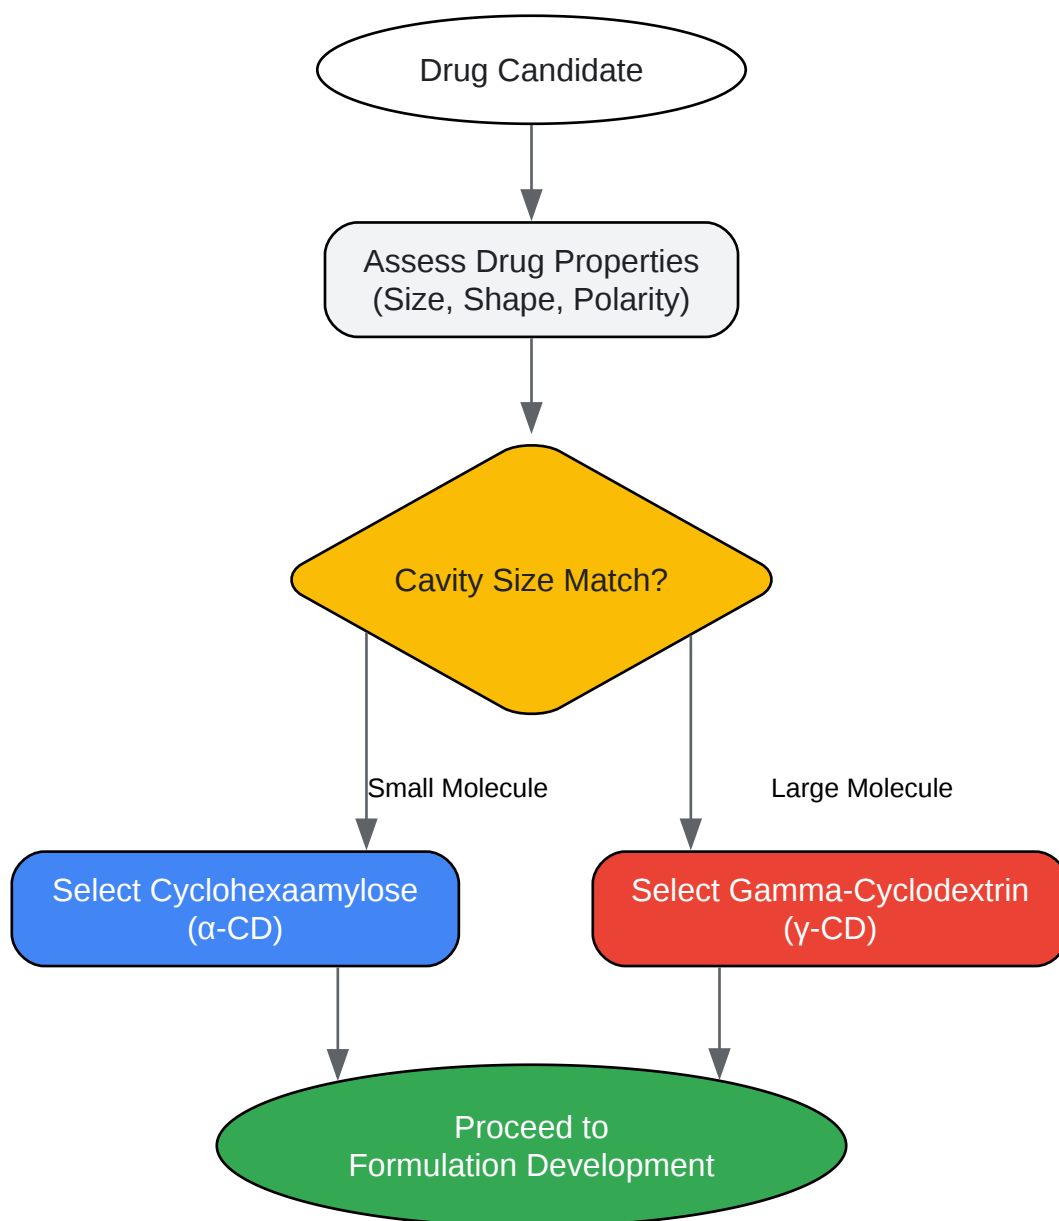 Drug Candidate
Assess Drug Properties
(Size, Shape, Polarity)
Cavity Size Match?
Small Molecule
Large Molecule
Select Cyclohexaamylose
(α-CD)
Select Gamma-Cyclodextrin
(γ-CD)
Proceed to
Formulation Development